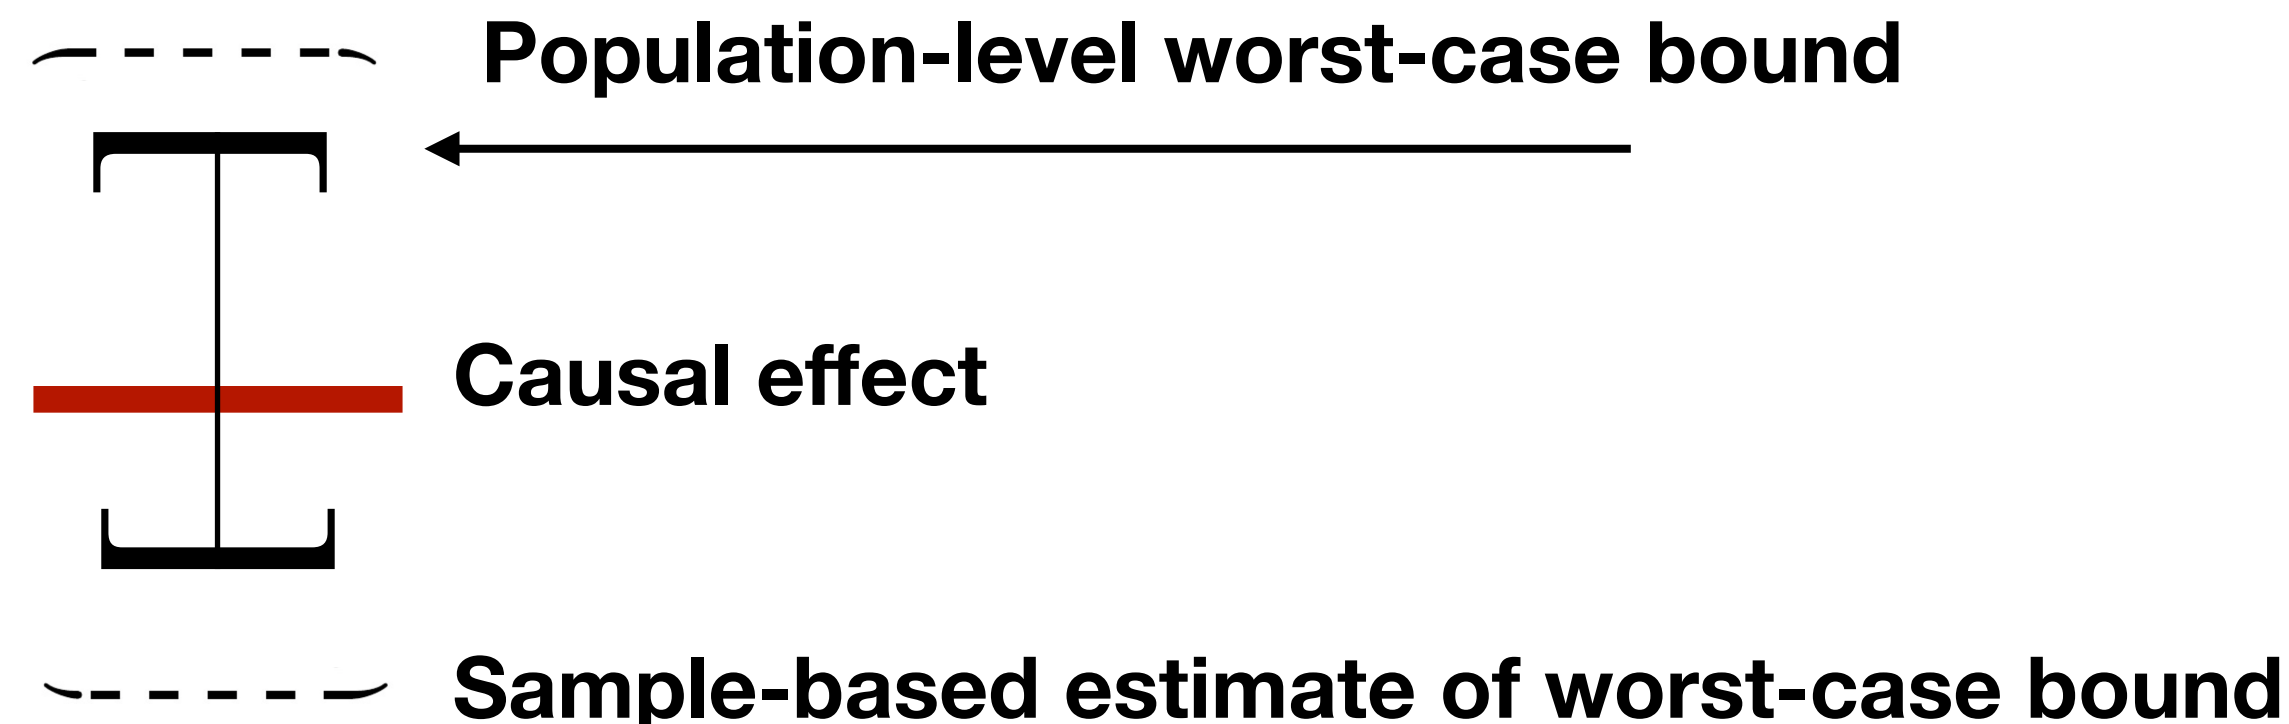 Population-level worst-case bound
Causal effect
Sample-based estimate of worst-case bound